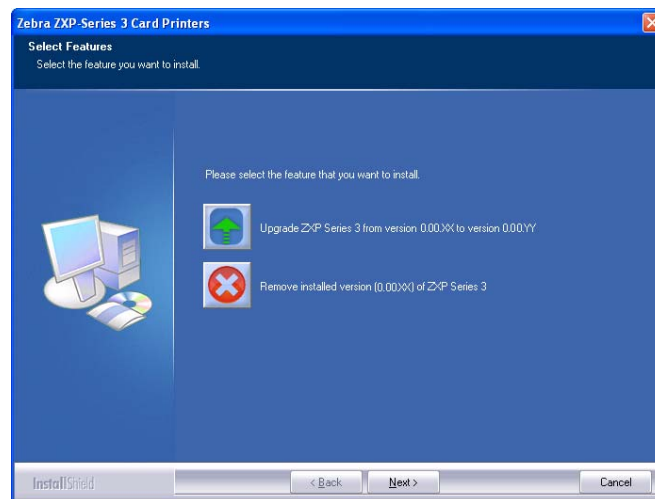 Zebra ZXP-Series 3 Card Printers
Select Features
Select the feature you want to install.
Please select the feature that you want to install.
Upgrade ZXP Series 3 from version 0.00.XX to version 0.00.YY
Remove installed version (0.00.XX) of ZXP Series 3
InstallShield
< Back
Next >
Cancel